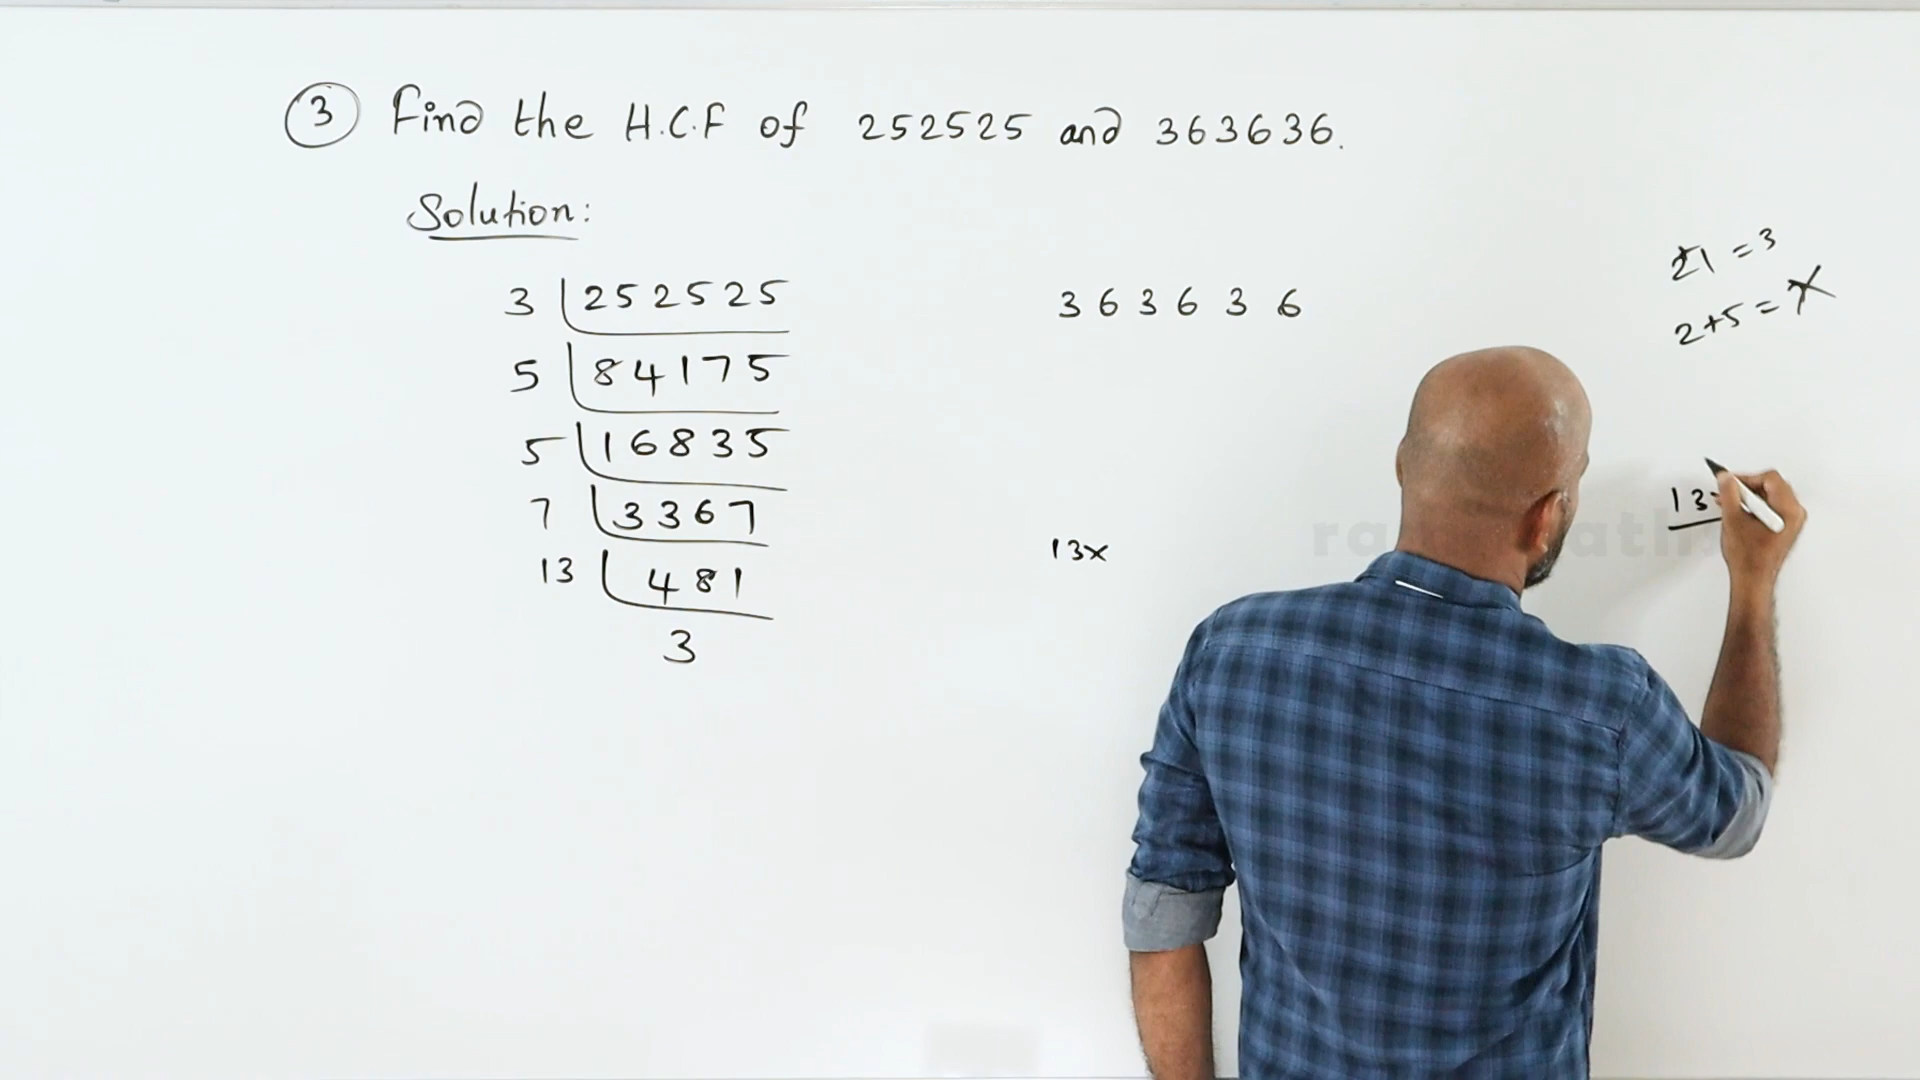 3 Find the H.C.F of 252525 and 363636.
Solution:
3 252525
5 84175
5 16835
7 3367
13 481
3
363636
13x
21 = 3
2+5 =
13